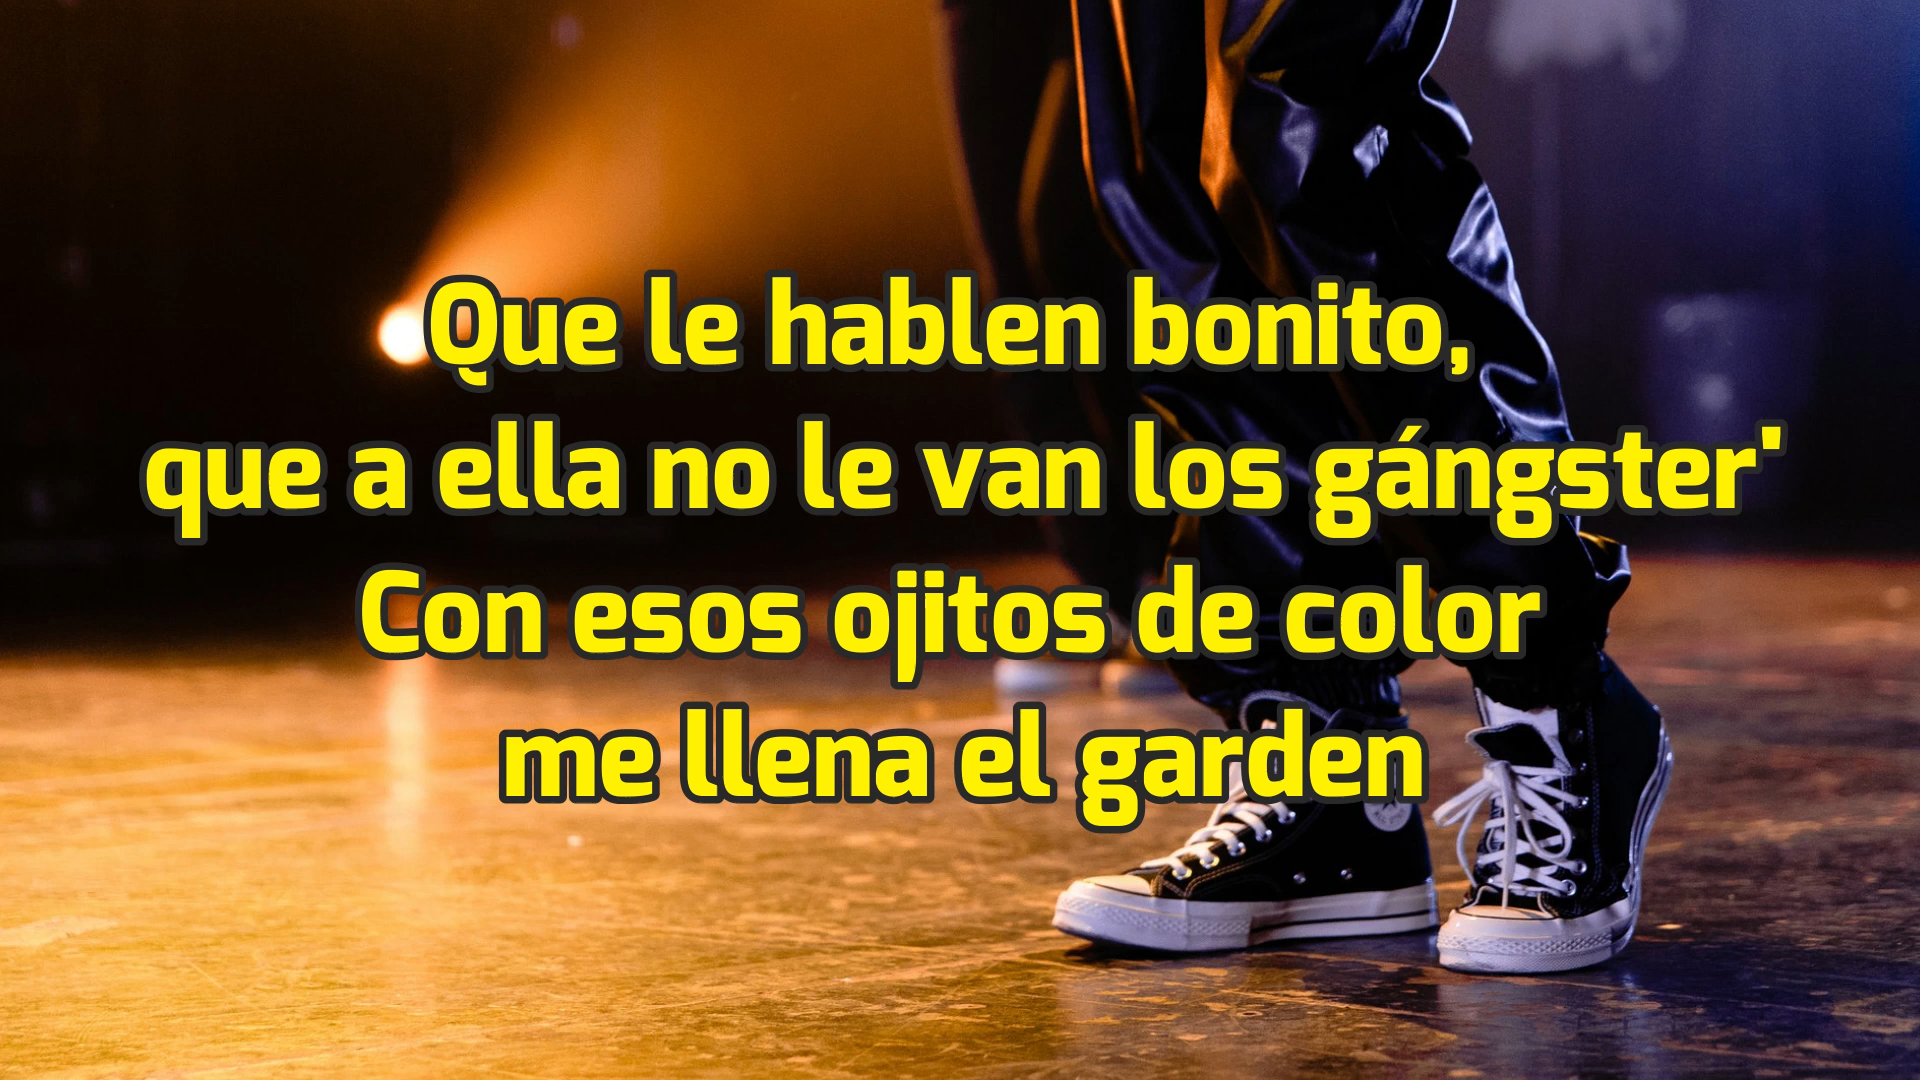 Que le hablen bonito,
que a ella no le van los gángster'
Con esos ojitos de color
me llena el garden